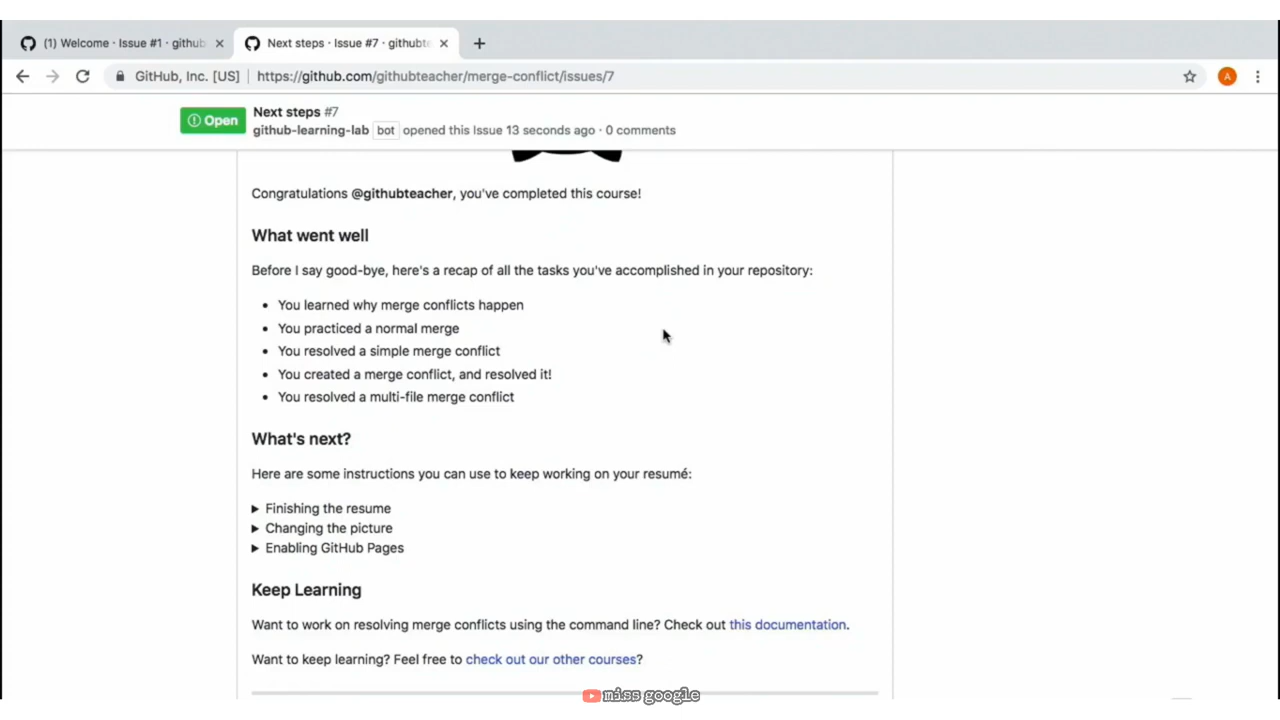 (1) Welcome · Issue #1 · github
Next steps · Issue #7 · githubte
GitHub, Inc. [US] https://github.com/githubteacher/merge-conflict/issues/7
Open
Next steps #7
github-learning-lab bot opened this Issue 13 seconds ago · 0 comments
Congratulations @githubteacher, you've completed this course!
What went well
Before I say good-bye, here's a recap of all the tasks you've accomplished in your repository:
• You learned why merge conflicts happen
• You practiced a normal merge
• You resolved a simple merge conflict
• You created a merge conflict, and resolved it!
• You resolved a multi-file merge conflict
What's next?
Here are some instructions you can use to keep working on your resumé:
Finishing the resume
Changing the picture
Enabling GitHub Pages
Keep Learning
Want to work on resolving merge conflicts using the command line? Check out this documentation.
Want to keep learning? Feel free to check out our other courses?
miss google
A